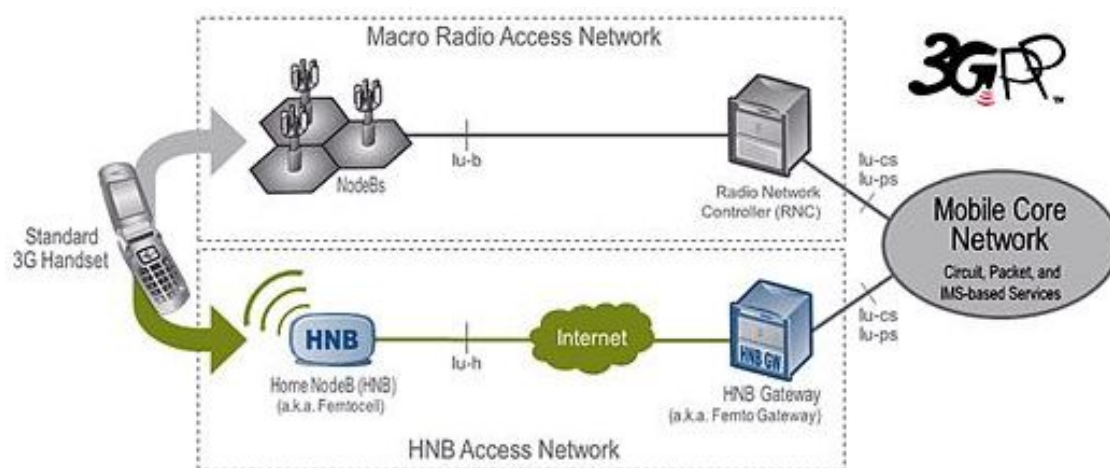 Macro Radio Access Network
3GPP
TM
NodeBs
Iu-b
Radio Network
Controller (RNC)
Iu-cs
Iu-ps
Standard
3G Handset
Mobile Core
Network
Circuit, Packet, and
IMS-based Services
HNB
Home NodeB (HNB)
(a.k.a. Femtocell)
Iu-h
Internet
HNB GW
HNB Gateway
(a.k.a. Femto Gateway)
Iu-cs
Iu-ps
HNB Access Network